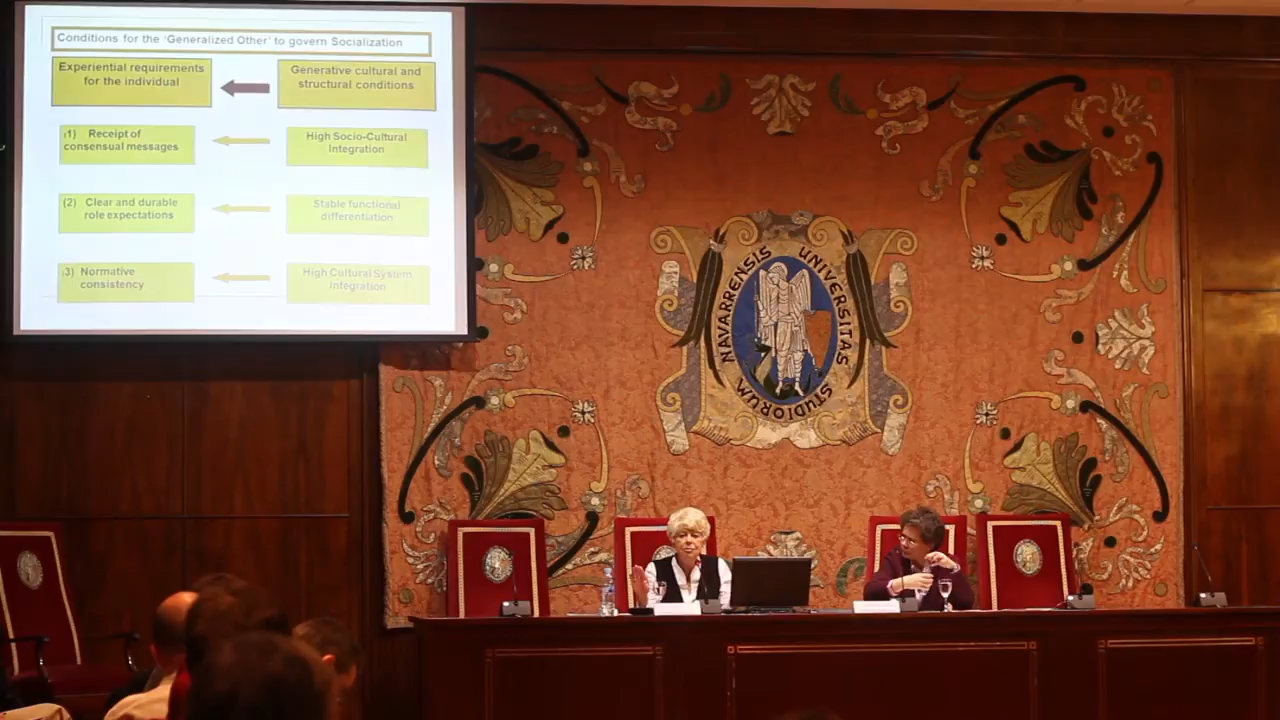 Conditions for the 'Generalized Other' to govern Socialization
Experiential requirements
for the individual
Generative cultural and
structural conditions
(1) Receipt of
consensual messages
High Socio-Cultural
Integration
(2) Clear and durable
role expectations
Stable functional
differentiation
3) Normative
consistency
High Cultural System
integration
NAVARRENSIS UNIVERSITAS
STUDIORUM